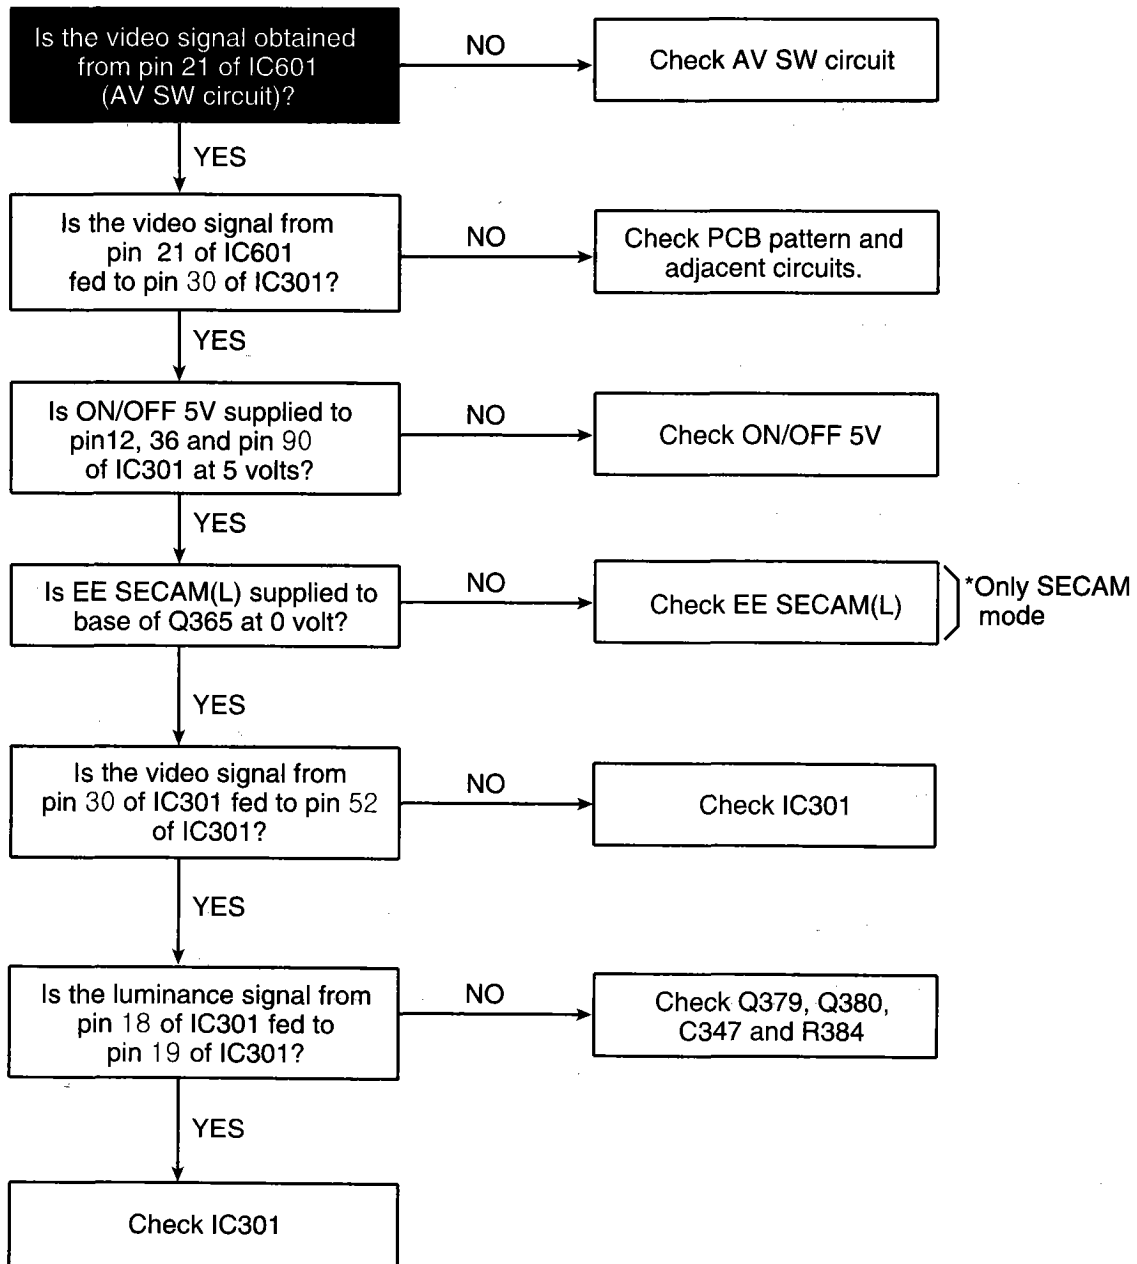 Is the video signal obtained
from pin 21 of IC601
(AV SW circuit)?
NO
Check AV SW circuit
YES
Is the video signal from
pin 21 of IC601
fed to pin 30 of IC301?
NO
Check PCB pattern and
adjacent circuits.
YES
Is ON/OFF 5V supplied to
pin12, 36 and pin 90
of IC301 at 5 volts?
NO
Check ON/OFF 5V
YES
Is EE SECAM(L) supplied to
base of Q365 at 0 volt?
NO
Check EE SECAM(L)
*Only SECAM
mode
YES
Is the video signal from
pin 30 of IC301 fed to pin 52
of IC301?
NO
Check IC301
YES
Is the luminance signal from
pin 18 of IC301 fed to
pin 19 of IC301?
NO
Check Q379, Q380,
C347 and R384
YES
Check IC301